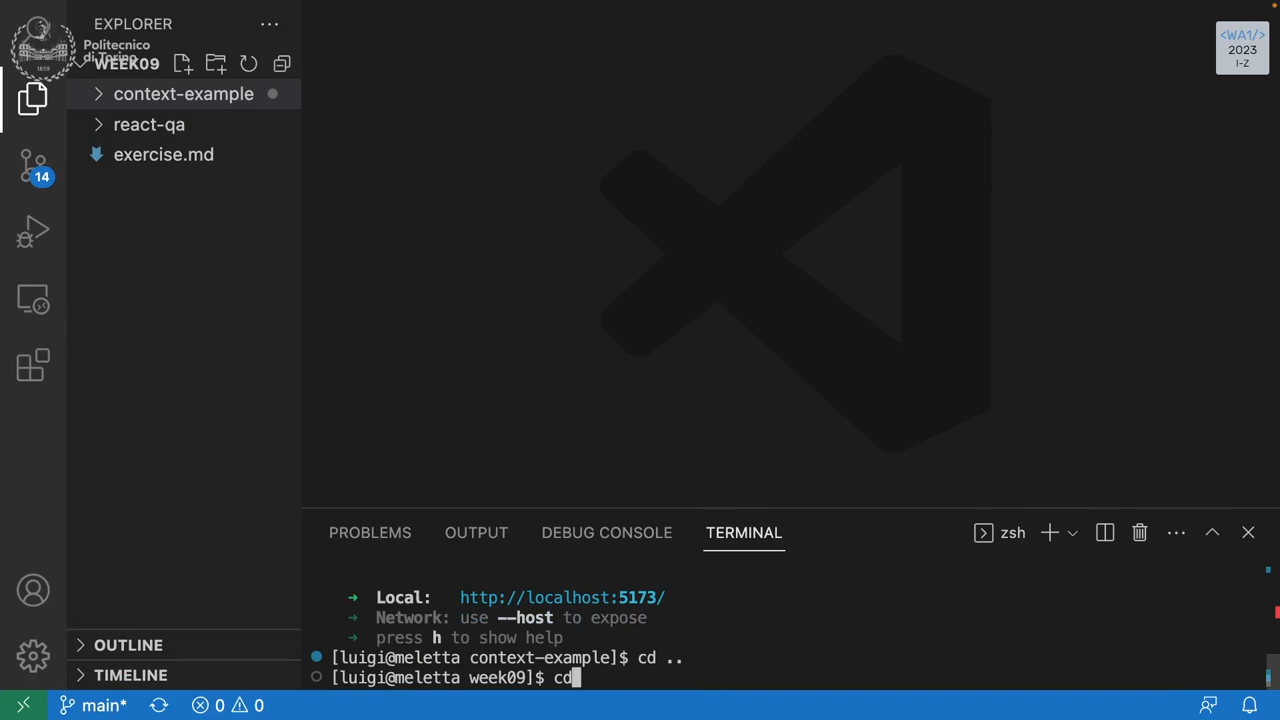 EXPLORER
Politecnico
di Torino
1859
WEEK09
context-example
react-qa
exercise.md
14
OUTLINE
TIMELINE
<WA1/>
2023
I-Z
PROBLEMS
OUTPUT
DEBUG CONSOLE
TERMINAL
zsh
➜ Local: http://localhost:5173/
➜ Network: use --host to expose
➜ press h to show help
[luigi@meletta context-example]$ cd ..
[luigi@meletta week09]$ cd
main*
0
0